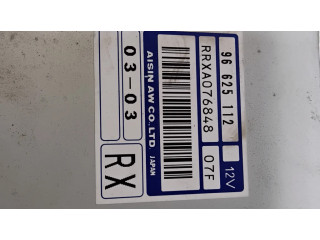 96 625 112
12V
RRXA076848
07F
AISIN AW CO., LTD. JAPAN
03-03
RX